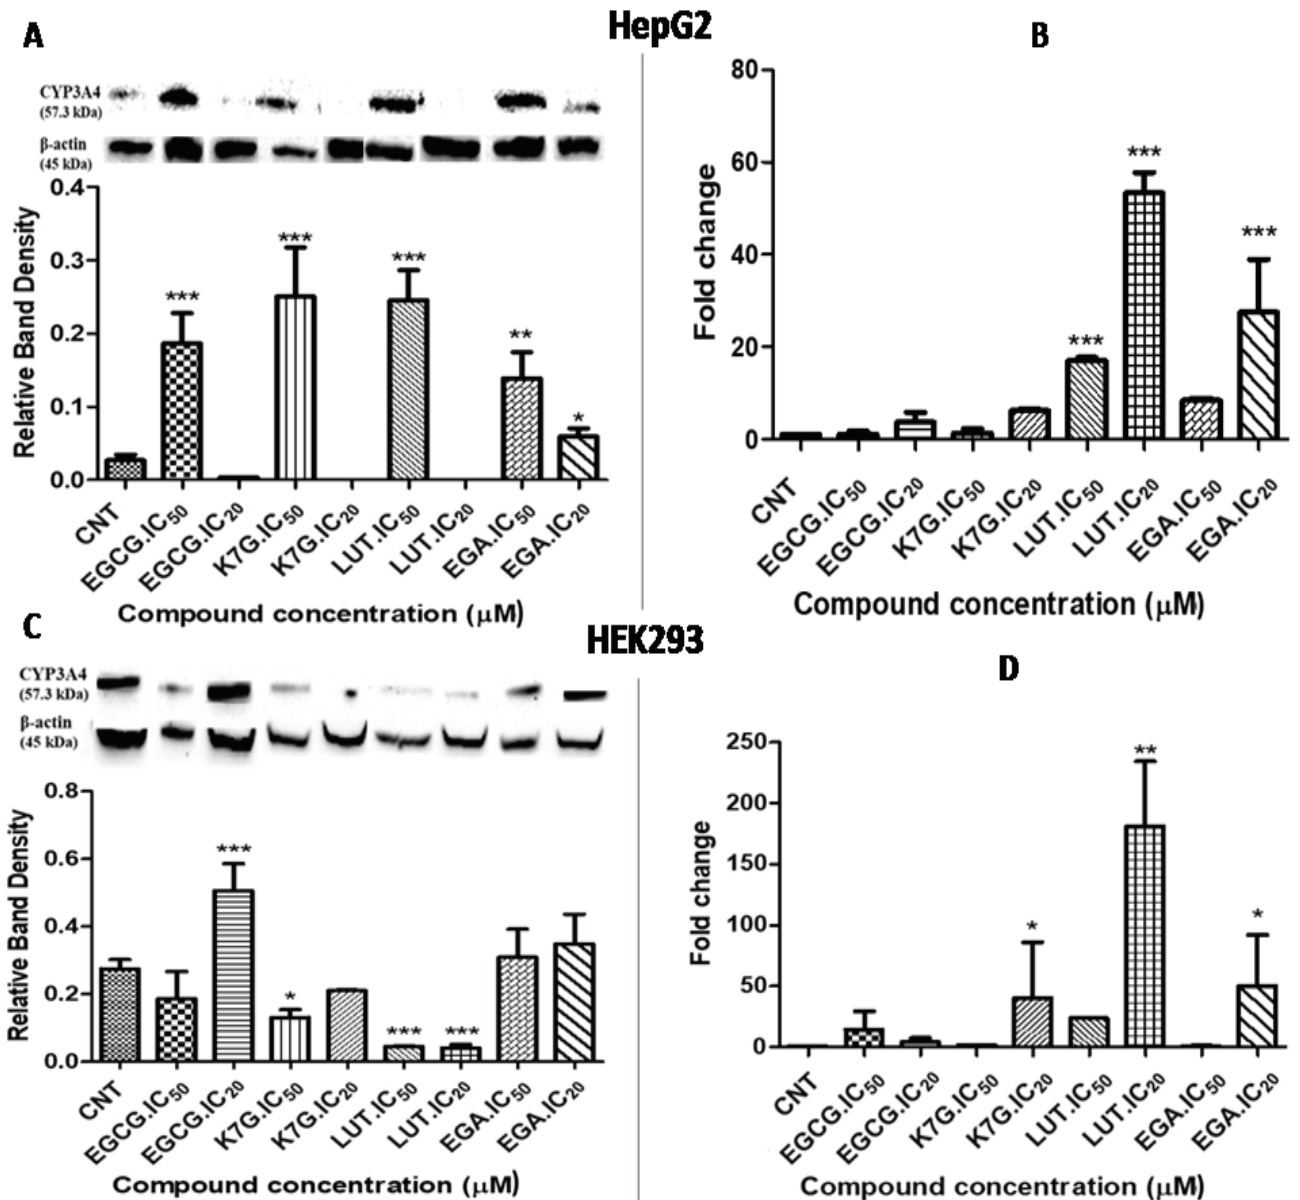 HepG2
A
CYP3A4
(57.3 kDa)
β-actin
(45 kDa)
0.4
0.3
0.2
0.1
0.0
Relative Band Density
***
***
***
**
*
CNT
EGCG.IC50
EGCG.IC20
K7G.IC50
K7G.IC20
LUT.IC50
LUT.IC20
EGA.IC50
EGA.IC20
Compound concentration (μM)
B
80
60
40
20
0
Fold change
***
***
***
CNT
EGCG.IC50
EGCG.IC20
K7G.IC50
K7G.IC20
LUT.IC50
LUT.IC20
EGA.IC50
EGA.IC20
Compound concentration (μM)
HEK293
C
CYP3A4
(57.3 kDa)
β-actin
(45 kDa)
0.8
0.6
0.4
0.2
0.0
Relative Band Density
***
*
***
***
CNT
EGCG.IC50
EGCG.IC20
K7G.IC50
K7G.IC20
LUT.IC50
LUT.IC20
EGA.IC50
EGA.IC20
Compound concentration (μM)
D
250
200
150
100
50
0
Fold change
*
**
*
CNT
EGCG.IC50
EGCG.IC20
K7G.IC50
K7G.IC20
LUT.IC50
LUT.IC20
EGA.IC50
EGA.IC20
Compound concentration (μM)